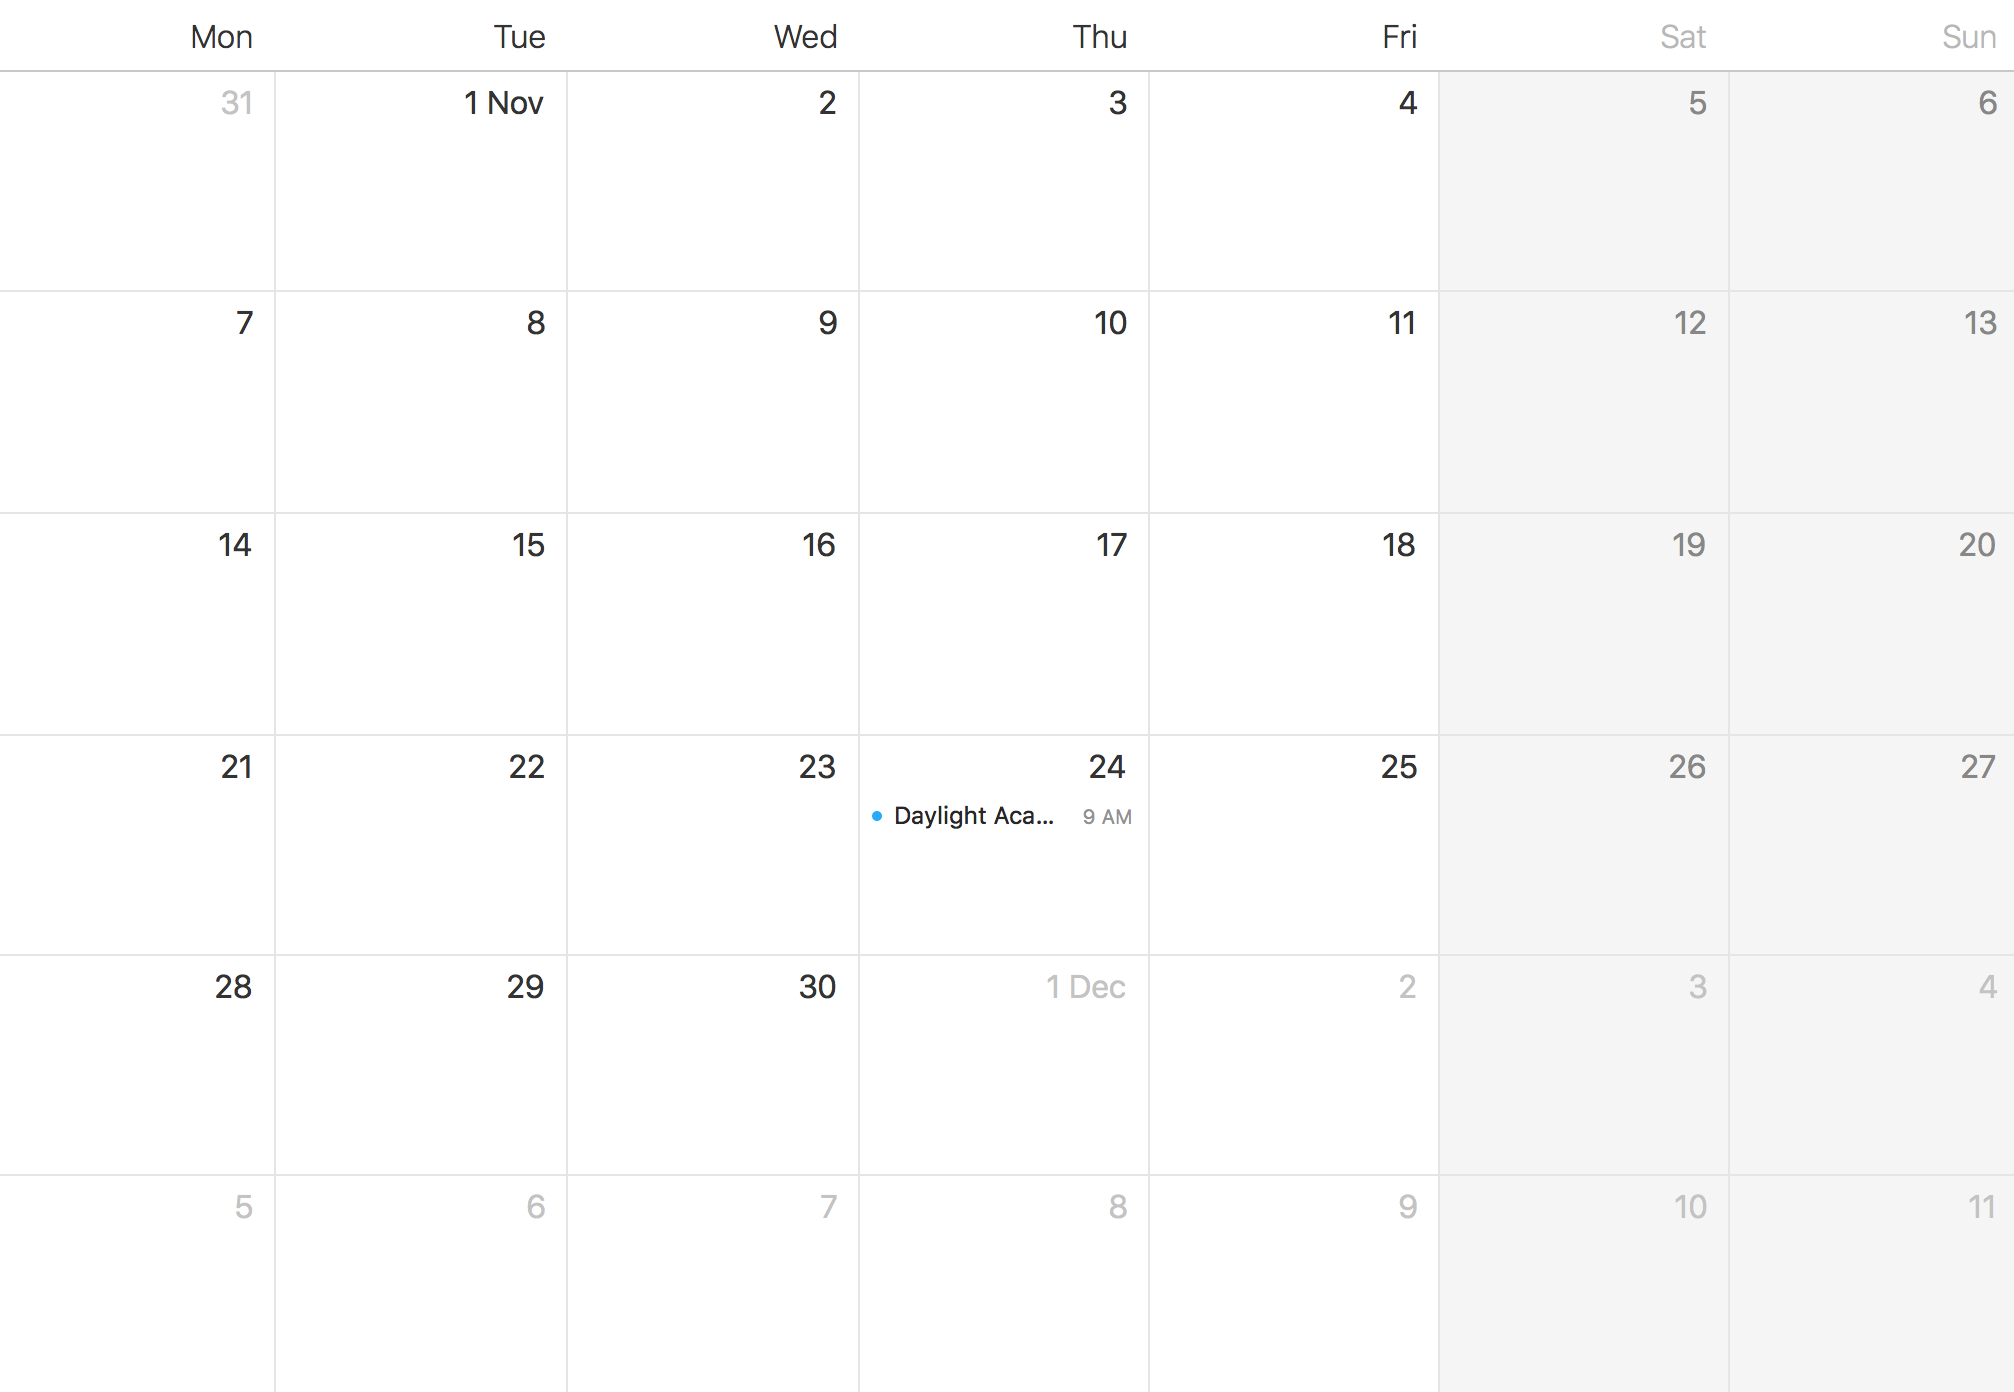 Mon Tue Wed Thu Fri Sat Sun
31 1 Nov 2 3 4 5 6
7 8 9 10 11 12 13
14 15 16 17 18 19 20
21 22 23 24 25 26 27
Daylight Aca... 9 AM
28 29 30 1 Dec 2 3 4
5 6 7 8 9 10 11